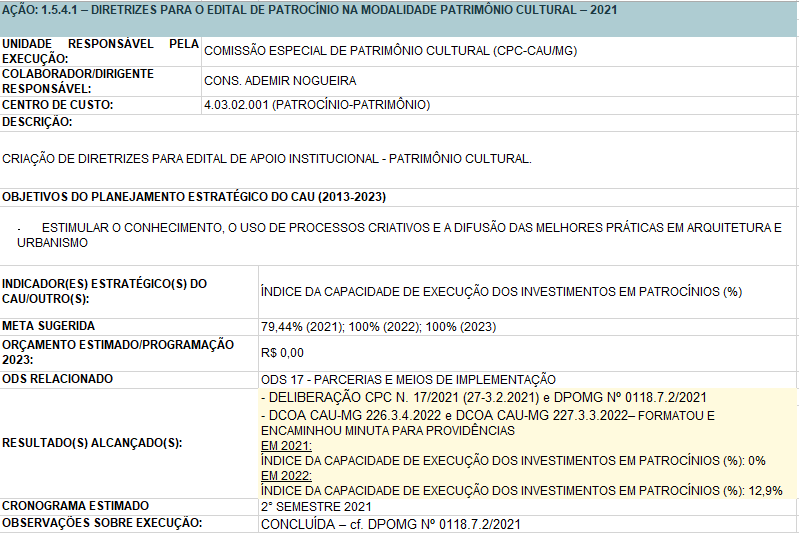 AÇÃO: 1.5.4.1 – DIRETRIZES PARA O EDITAL DE PATROCÍNIO NA MODALIDADE PATRIMÔNIO CULTURAL – 2021
UNIDADE RESPONSÁVEL PELA
EXECUÇÃO:
COMISSÃO ESPECIAL DE PATRIMÔNIO CULTURAL (CPC-CAU/MG)
COLABORADOR/DIRIGENTE
RESPONSÁVEL:
CONS. ADEMIR NOGUEIRA
CENTRO DE CUSTO:
4.03.02.001 (PATROCÍNIO-PATRIMÔNIO)
DESCRIÇÃO:
CRIAÇÃO DE DIRETRIZES PARA EDITAL DE APOIO INSTITUCIONAL - PATRIMÔNIO CULTURAL.
OBJETIVOS DO PLANEJAMENTO ESTRATÉGICO DO CAU (2013-2023)
- ESTIMULAR O CONHECIMENTO, O USO DE PROCESSOS CRIATIVOS E A DIFUSÃO DAS MELHORES PRÁTICAS EM ARQUITETURA E
URBANISMO
INDICADOR(ES) ESTRATÉGICO(S) DO
CAU/OUTRO(S):
ÍNDICE DA CAPACIDADE DE EXECUÇÃO DOS INVESTIMENTOS EM PATROCÍNIOS (%)
META SUGERIDA
79,44% (2021); 100% (2022); 100% (2023)
ORÇAMENTO ESTIMADO/PROGRAMAÇÃO
2023:
R$ 0,00
ODS RELACIONADO
ODS 17 - PARCERIAS E MEIOS DE IMPLEMENTAÇÃO
RESULTADO(S) ALCANÇADO(S):
- DELIBERAÇÃO CPC N. 17/2021 (27-3.2.2021) e DPOMG Nº 0118.7.2/2021
- DCOA CAU-MG 226.3.4.2022 e DCOA CAU-MG 227.3.3.2022– FORMATOU E
ENCAMINHOU MINUTA PARA PROVIDÊNCIAS
EM 2021:
ÍNDICE DA CAPACIDADE DE EXECUÇÃO DOS INVESTIMENTOS EM PATROCÍNIOS (%): 0%
EM 2022:
ÍNDICE DA CAPACIDADE DE EXECUÇÃO DOS INVESTIMENTOS EM PATROCÍNIOS (%): 12,9%
CRONOGRAMA ESTIMADO
2° SEMESTRE 2021
OBSERVAÇÕES SOBRE EXECUÇÃO:
CONCLUÍDA – cf. DPOMG Nº 0118.7.2/2021